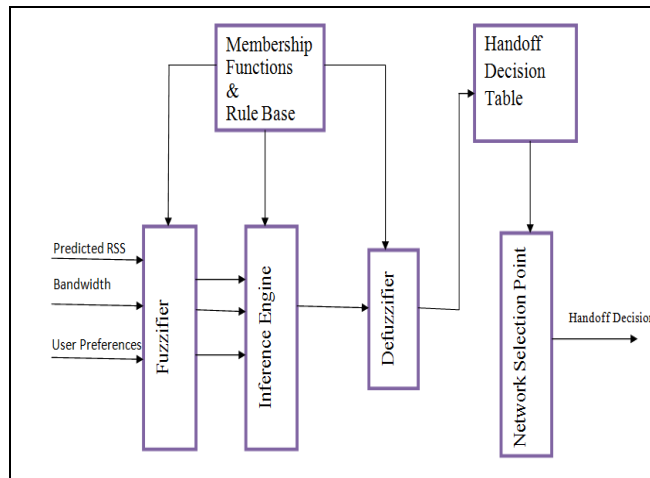 Membership
Functions
&
Rule Base
Handoff
Decision
Table
Predicted RSS
Bandwidth
User Preferences
Fuzzifier
Inference Engine
Defuzzifier
Network Selection Point
Handoff Decision